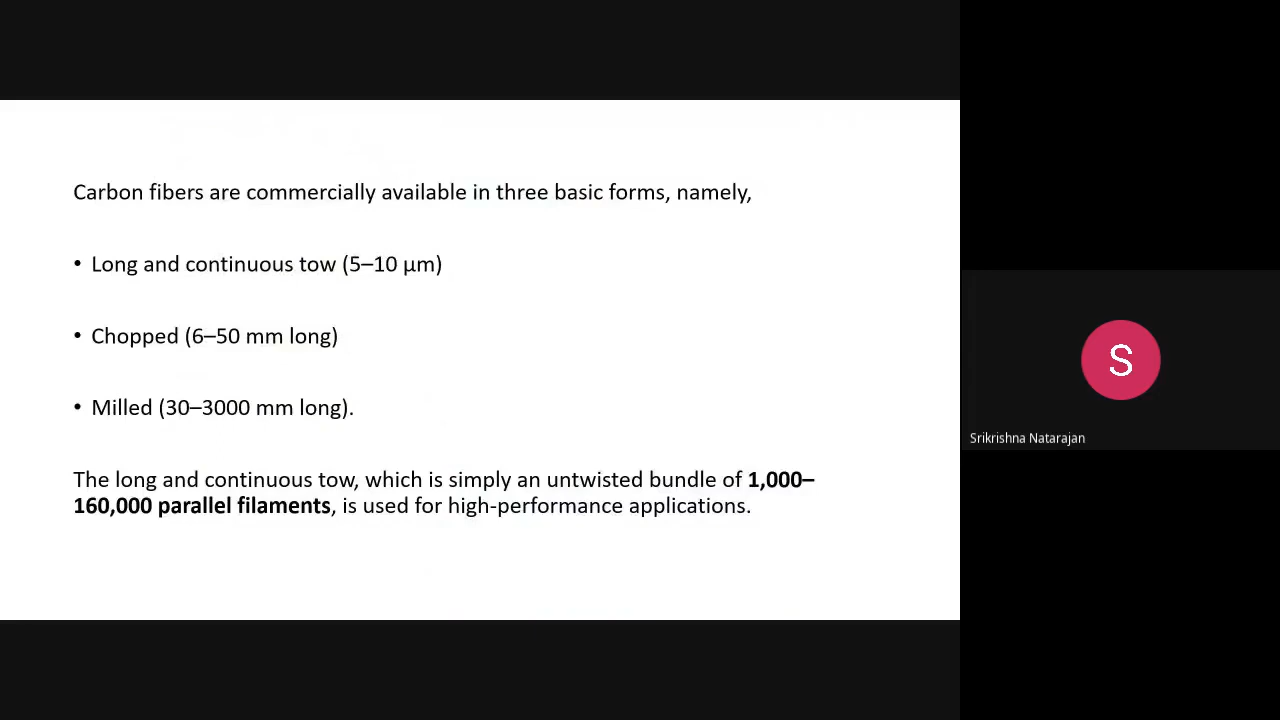 Carbon fibers are commercially available in three basic forms, namely,
• Long and continuous tow (5–10 µm)
• Chopped (6–50 mm long)
• Milled (30–3000 mm long).
The long and continuous tow, which is simply an untwisted bundle of 1,000–
160,000 parallel filaments, is used for high-performance applications.
S
Srikrishna Natarajan